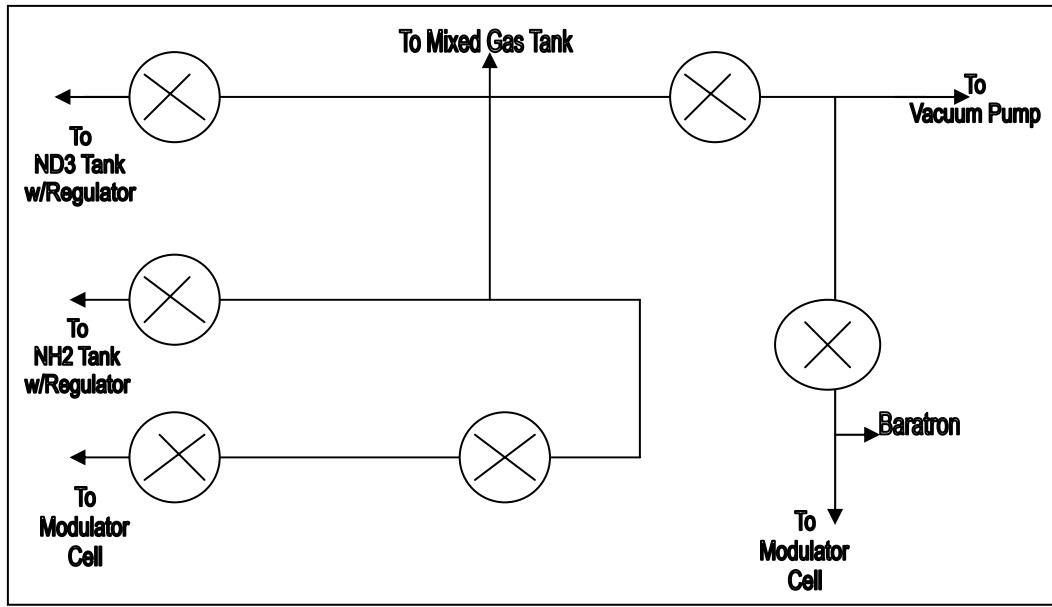 To Mixed Gas Tank
To
Vacuum Pump
To
ND3 Tank
w/Regulator
To
NH2 Tank
w/Regulator
Baratron
To
Modulator
Cell
To
Modulator
Cell